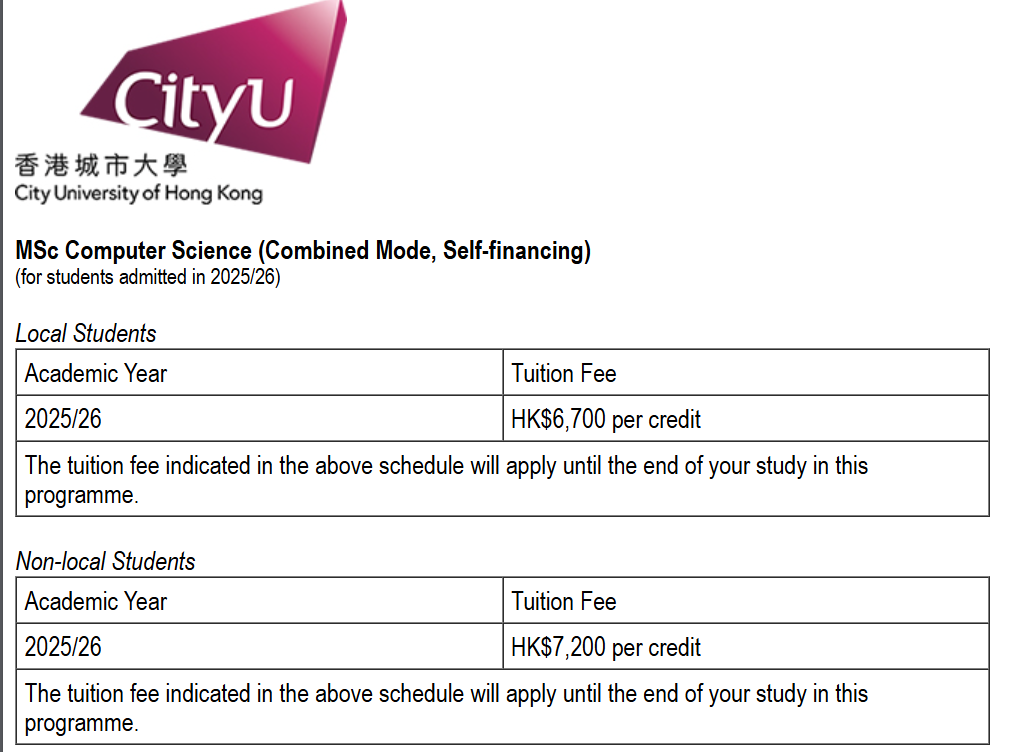 CityU
香港城市大學
City University of Hong Kong
MSc Computer Science (Combined Mode, Self-financing)
(for students admitted in 2025/26)
Local Students
Academic Year
Tuition Fee
2025/26
HK$6,700 per credit
The tuition fee indicated in the above schedule will apply until the end of your study in this
programme.
Non-local Students
Academic Year
Tuition Fee
2025/26
HK$7,200 per credit
The tuition fee indicated in the above schedule will apply until the end of your study in this
programme.